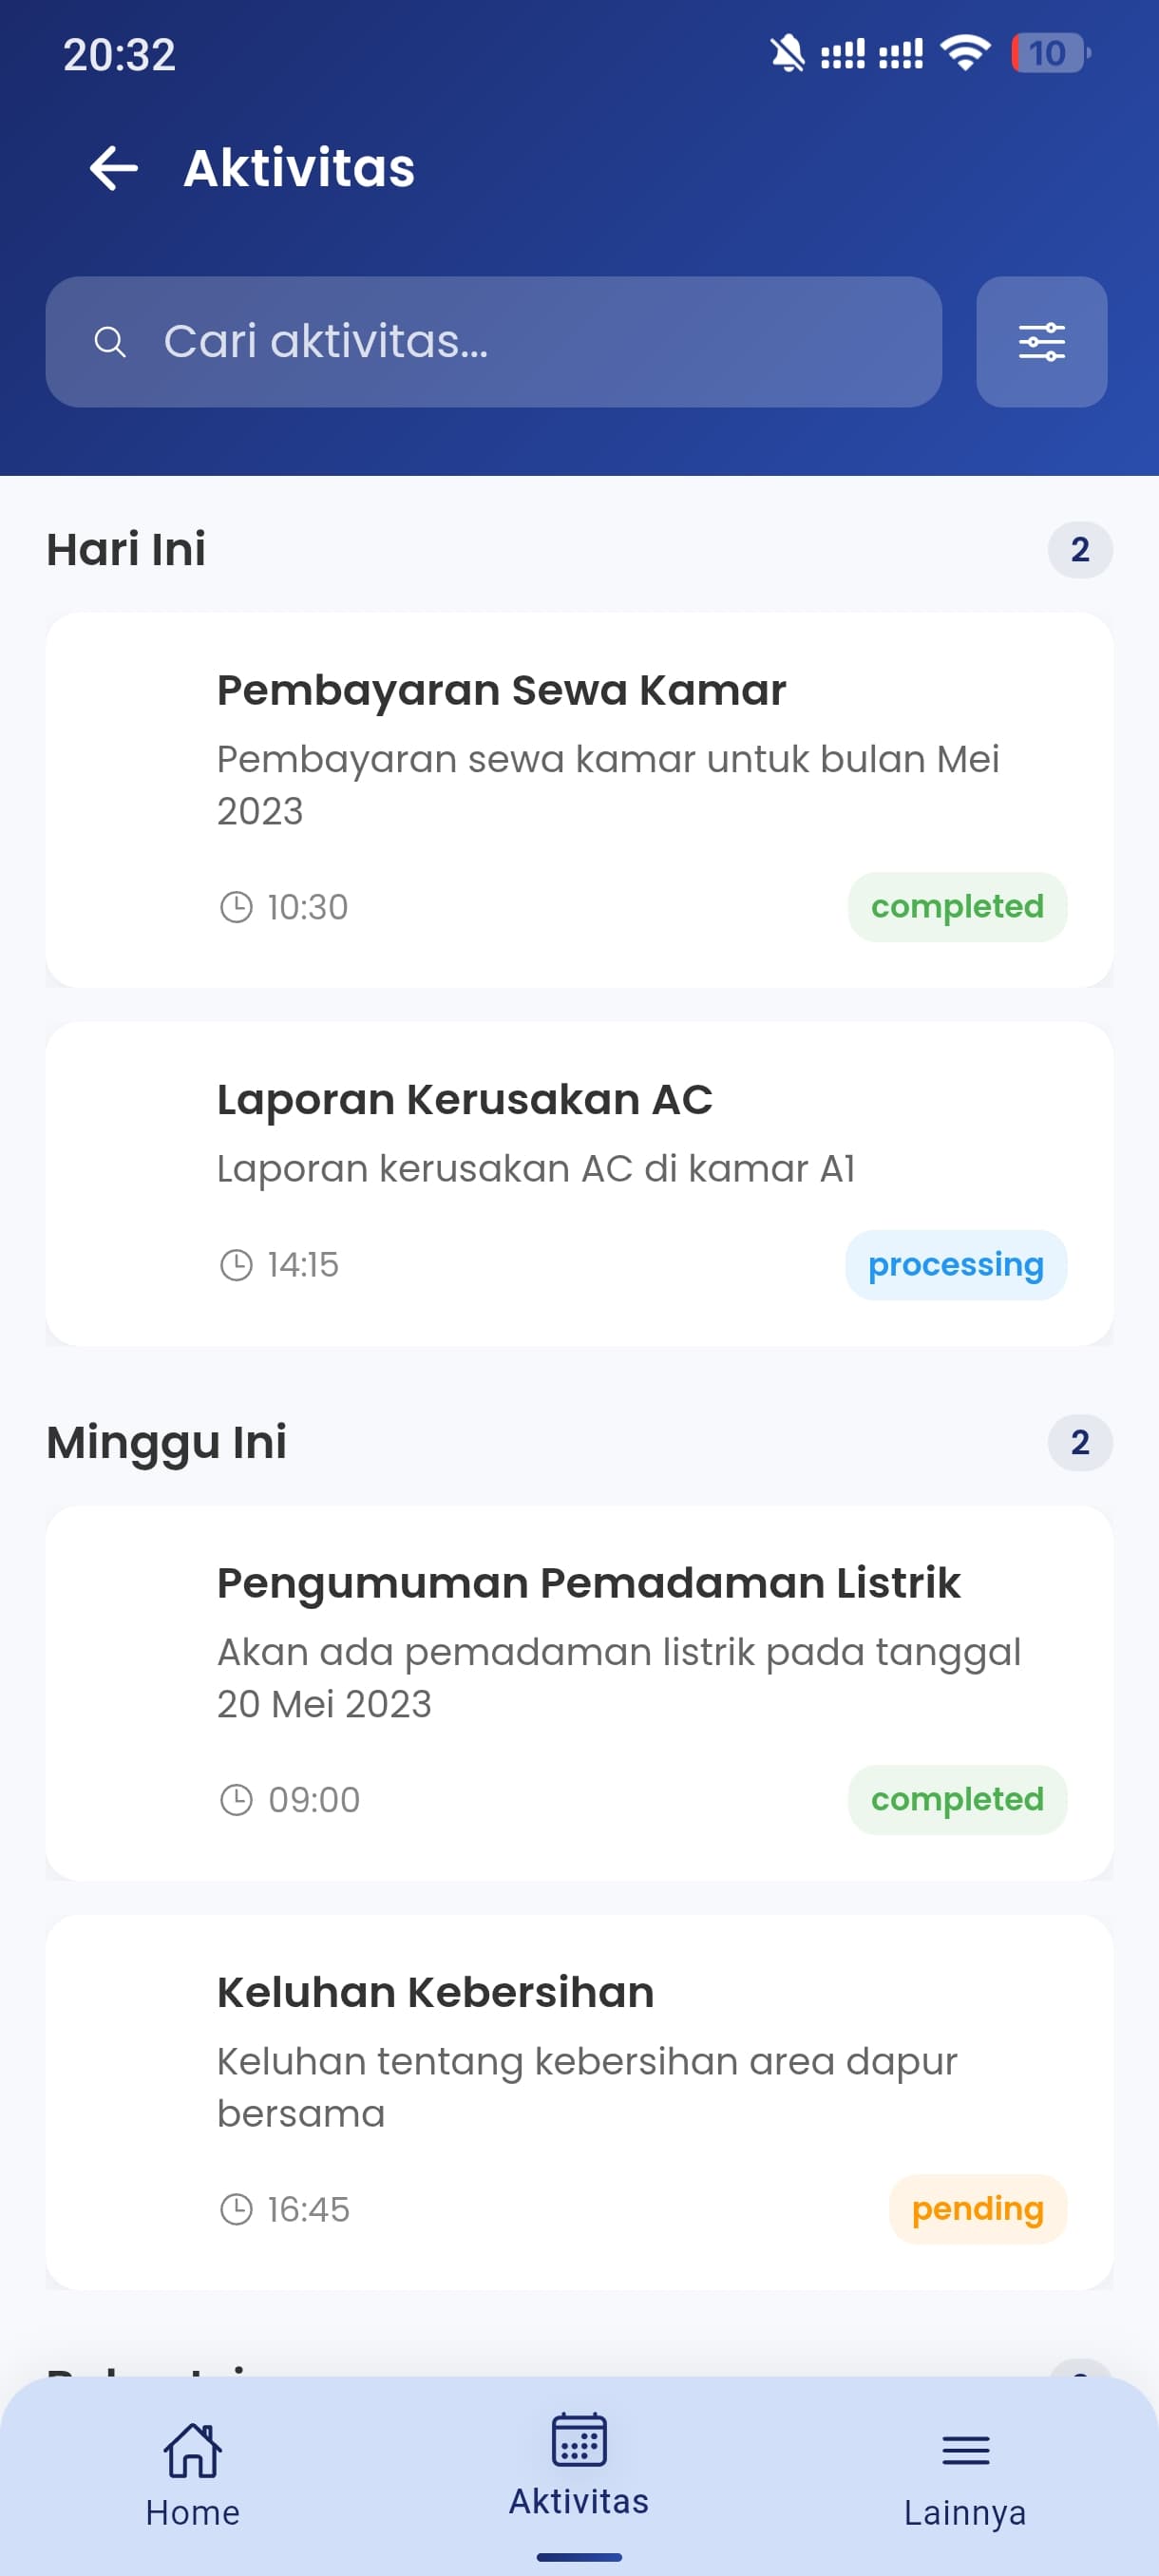 20:32
10
Aktivitas
Cari aktivitas...
Hari Ini
2
Pembayaran Sewa Kamar
Pembayaran sewa kamar untuk bulan Mei
2023
10:30
completed
Laporan Kerusakan AC
Laporan kerusakan AC di kamar A1
14:15
processing
Minggu Ini
2
Pengumuman Pemadaman Listrik
Akan ada pemadaman listrik pada tanggal
20 Mei 2023
09:00
completed
Keluhan Kebersihan
Keluhan tentang kebersihan area dapur
bersama
16:45
pending
Home
Aktivitas
Lainnya